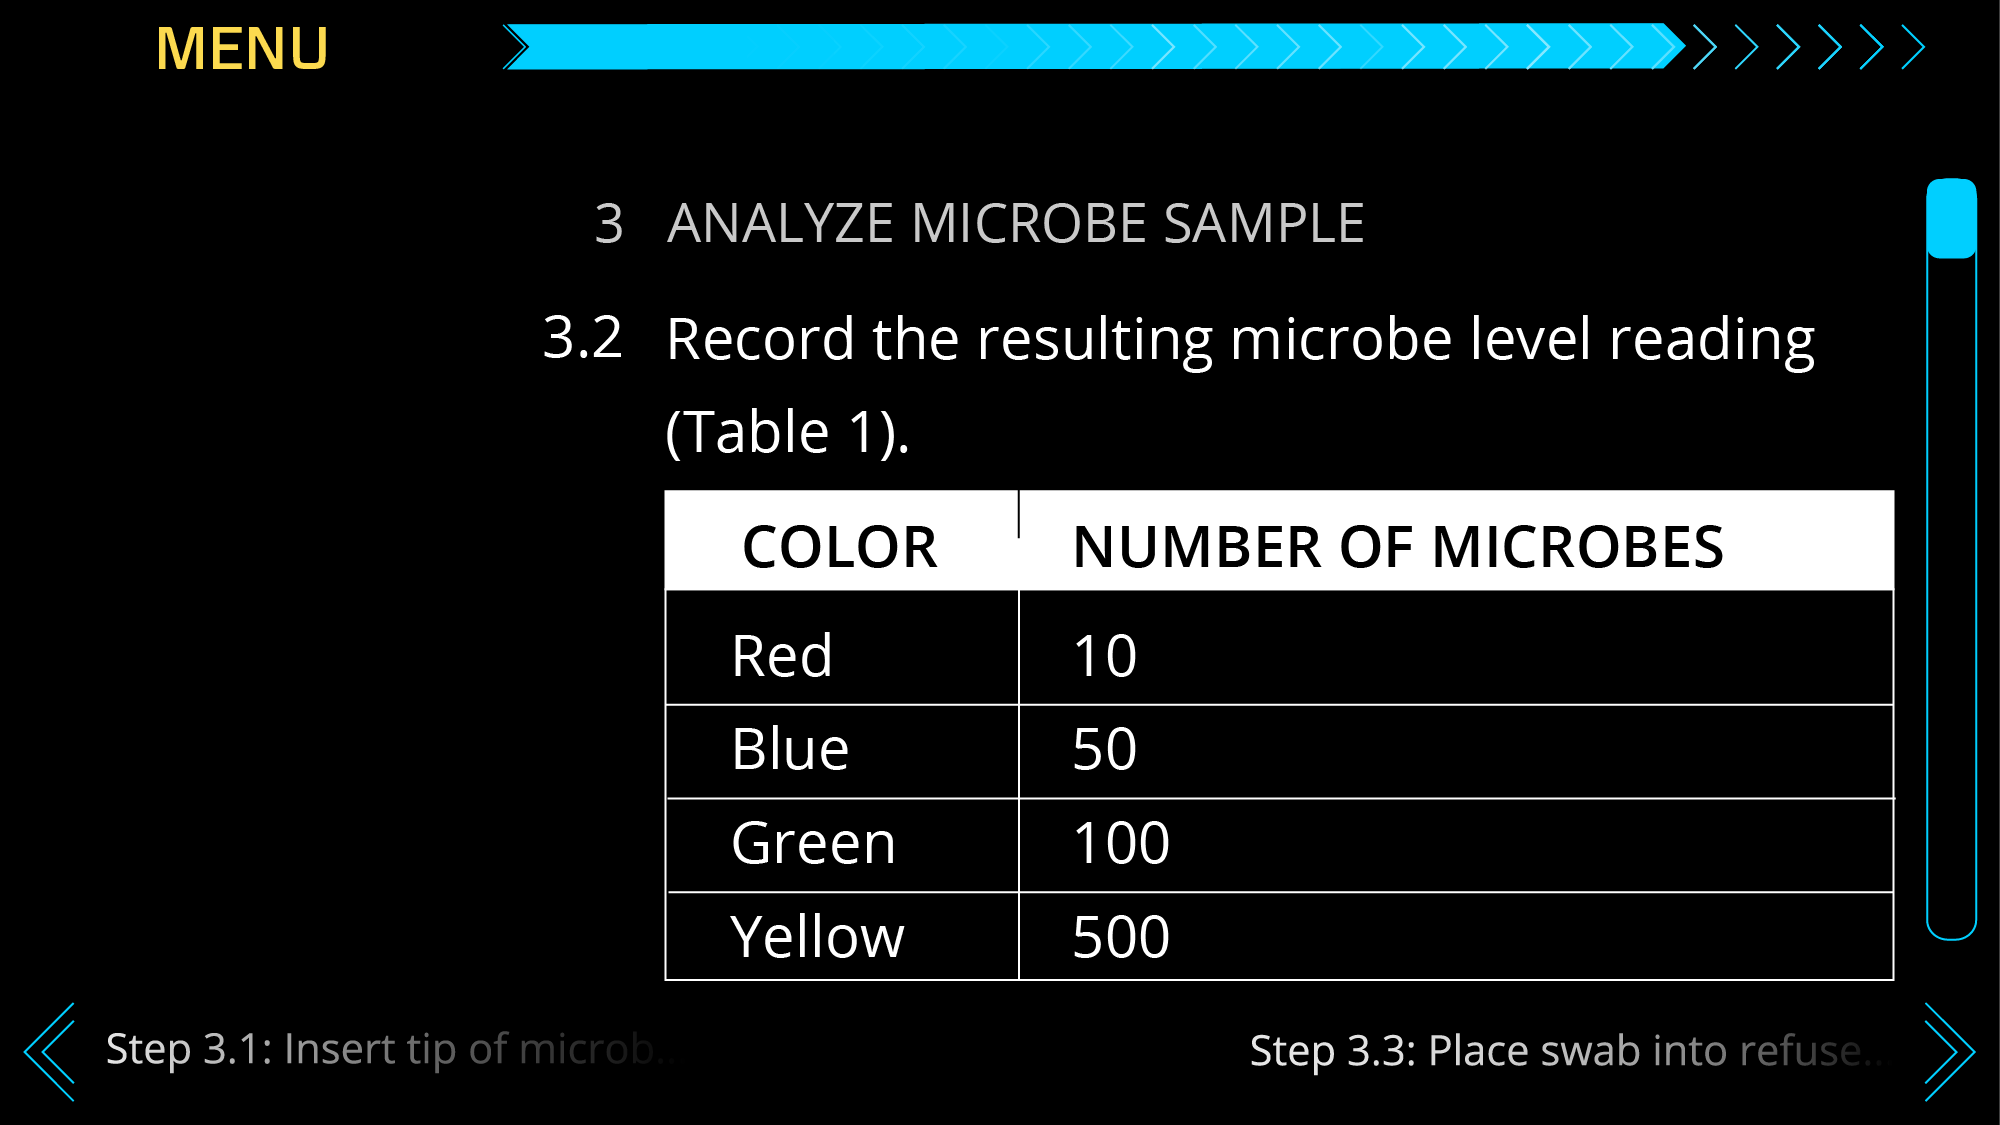 MENU
3 ANALYZE MICROBE SAMPLE
3.2 Record the resulting microbe level reading
(Table 1).
COLOR NUMBER OF MICROBES
Red 10
Blue 50
Green 100
Yellow 500
Step 3.1: Insert tip of microb...
Step 3.3: Place swab into refuse...